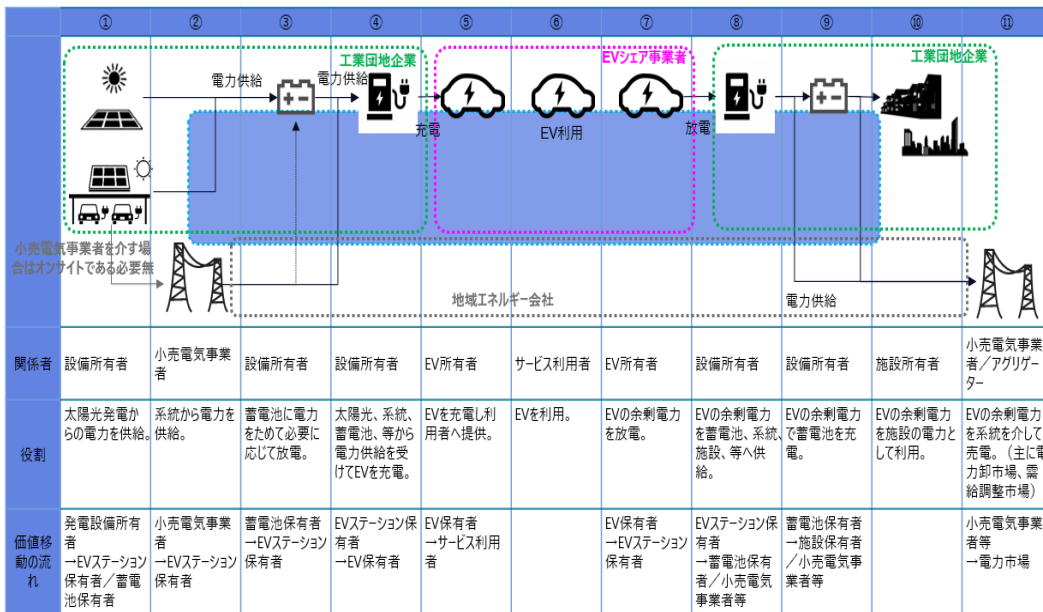 ① ② ③ ④ ⑤ ⑥ ⑦ ⑧ ⑨ ⑩ ⑪
工業団地企業
EVシェア事業者
工業団地企業
電力供給
電力供給
充電
EV利用
放電
小売電気事業者を介す場
合はオンサイトである必要無
地域エネルギー会社
電力供給
関係者
設備所有者
小売電気事業
者
設備所有者
設備所有者
EV所有者
サービス利用者
EV所有者
設備所有者
設備所有者
施設所有者
小売電気事業
者／アグリゲー
ター
役割
太陽光発電か
らの電力を供給。
系統から電力を
供給。
蓄電池に電力
をためて必要に
応じて放電。
太陽光、系統、
蓄電池、等から
電力供給を受
けてEVを充電。
EVを充電し利
用者へ提供。
EVを利用。
EVの余剰電力
を放電。
EVの余剰電力
を蓄電池、系統、
施設、等へ供
給。
EVの余剰電力
で蓄電池を充
電。
EVの余剰電力
を施設の電力と
して利用。
EVの余剰電力
を系統を介して
売電。（主に電
力卸市場、需
給調整市場）
価値移
動の流
れ
発電設備所有
者
→EVステーション
保有者／蓄電
池保有者
小売電気事業
者
→EVステーション
保有者
蓄電池保有者
→EVステーション
保有者
EVステーション保
有者
→EV保有者
EV保有者
→サービス利用
者
EV保有者
→EVステーション
保有者
EVステーション保
有者
→蓄電池保有
者／小売電気
事業者等
蓄電池保有者
→施設保有者
／小売電気事
業者等
小売電気事業
者等
→電力市場